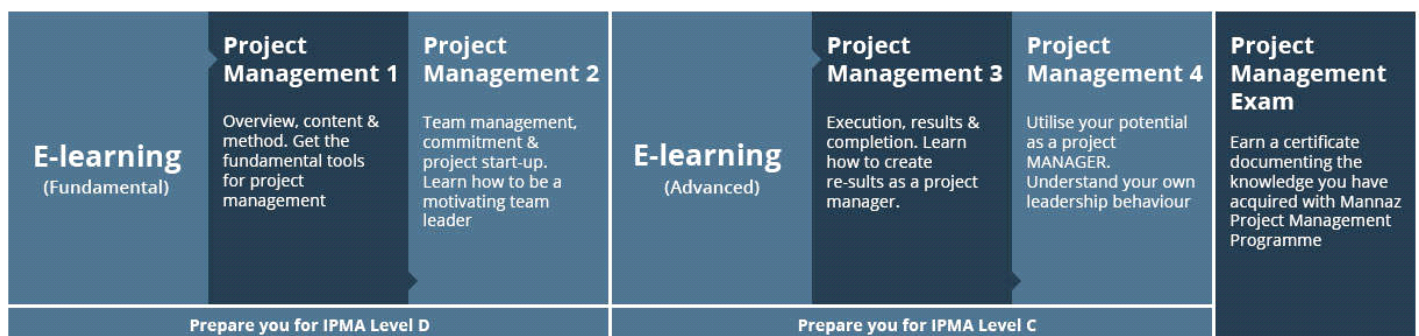 E-learning
(Fundamental)
Project
Management 1
Overview, content &
method. Get the
fundamental tools
for project
management
Project
Management 2
Team management,
commitment &
project start-up.
Learn how to be a
motivating team
leader
Prepare you for IPMA Level D
E-learning
(Advanced)
Project
Management 3
Execution, results &
completion. Learn
how to create
re-sults as a project
manager.
Project
Management 4
Utilise your potential
as a project
MANAGER.
Understand your own
leadership behaviour
Prepare you for IPMA Level C
Project
Management
Exam
Earn a certificate
documenting the
knowledge you have
acquired with Mannaz
Project Management
Programme